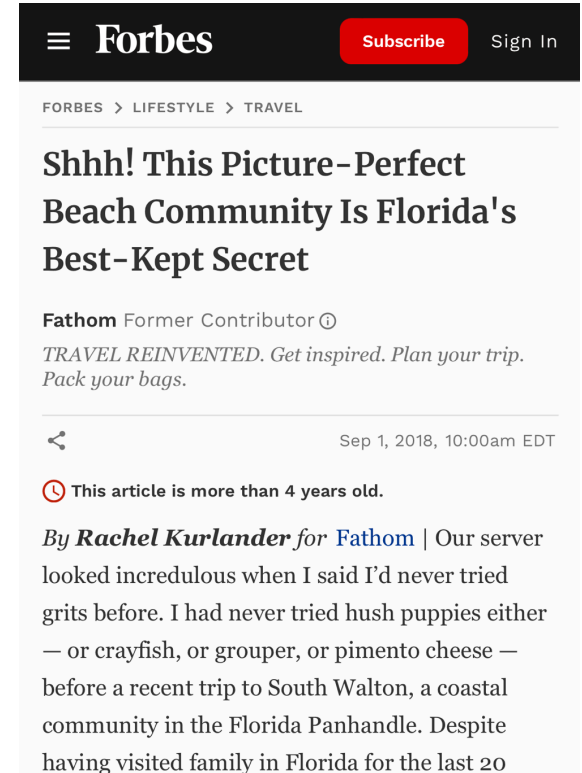 Forbes
Subscribe
Sign In
FORBES > LIFESTYLE > TRAVEL
Shhh! This Picture-Perfect
Beach Community Is Florida's
Best-Kept Secret
Fathom Former Contributor
TRAVEL REINVENTED. Get inspired. Plan your trip.
Pack your bags.
Sep 1, 2018, 10:00am EDT
This article is more than 4 years old.
By Rachel Kurlander for Fathom | Our server
looked incredulous when I said I’d never tried
grits before. I had never tried hush puppies either
— or crayfish, or grouper, or pimento cheese —
before a recent trip to South Walton, a coastal
community in the Florida Panhandle. Despite
having visited family in Florida for the last 20